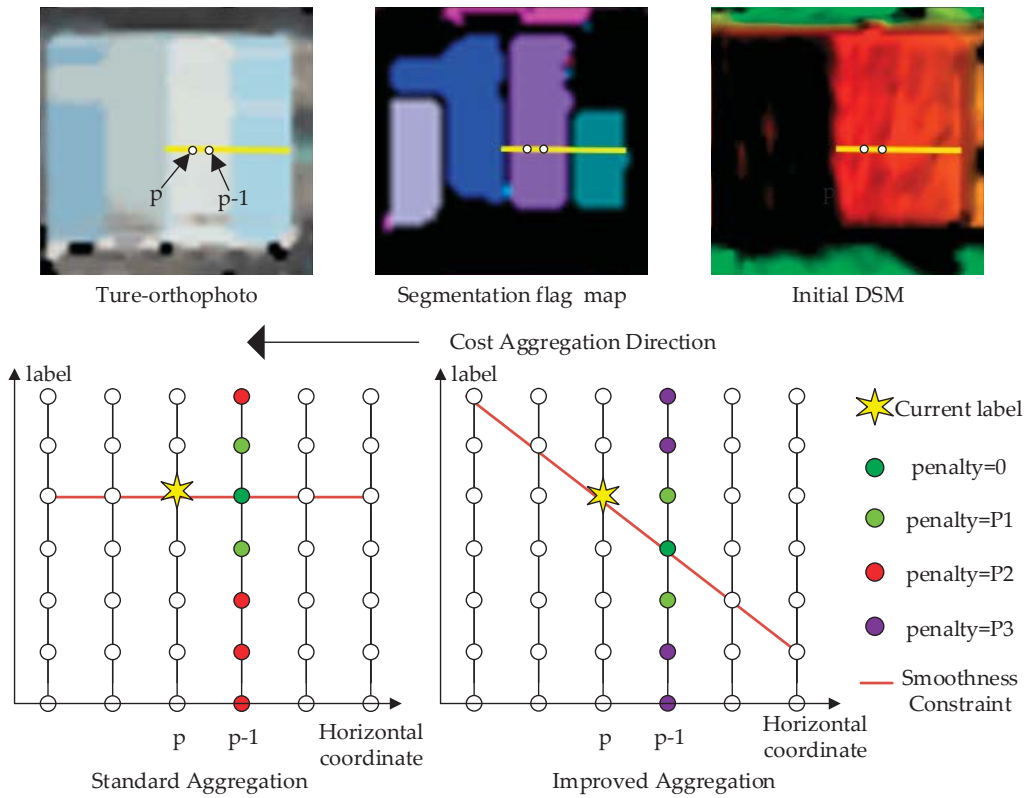 p
p-1
Ture-orthophoto
Segmentation flag map
p
Initial DSM
Cost Aggregation Direction
label
p
p-1
Horizontal
coordinate
Standard Aggregation
label
p
p-1
Horizontal
coordinate
Improved Aggregation
Current label
penalty=0
penalty=P1
penalty=P2
penalty=P3
Smoothness
Constraint